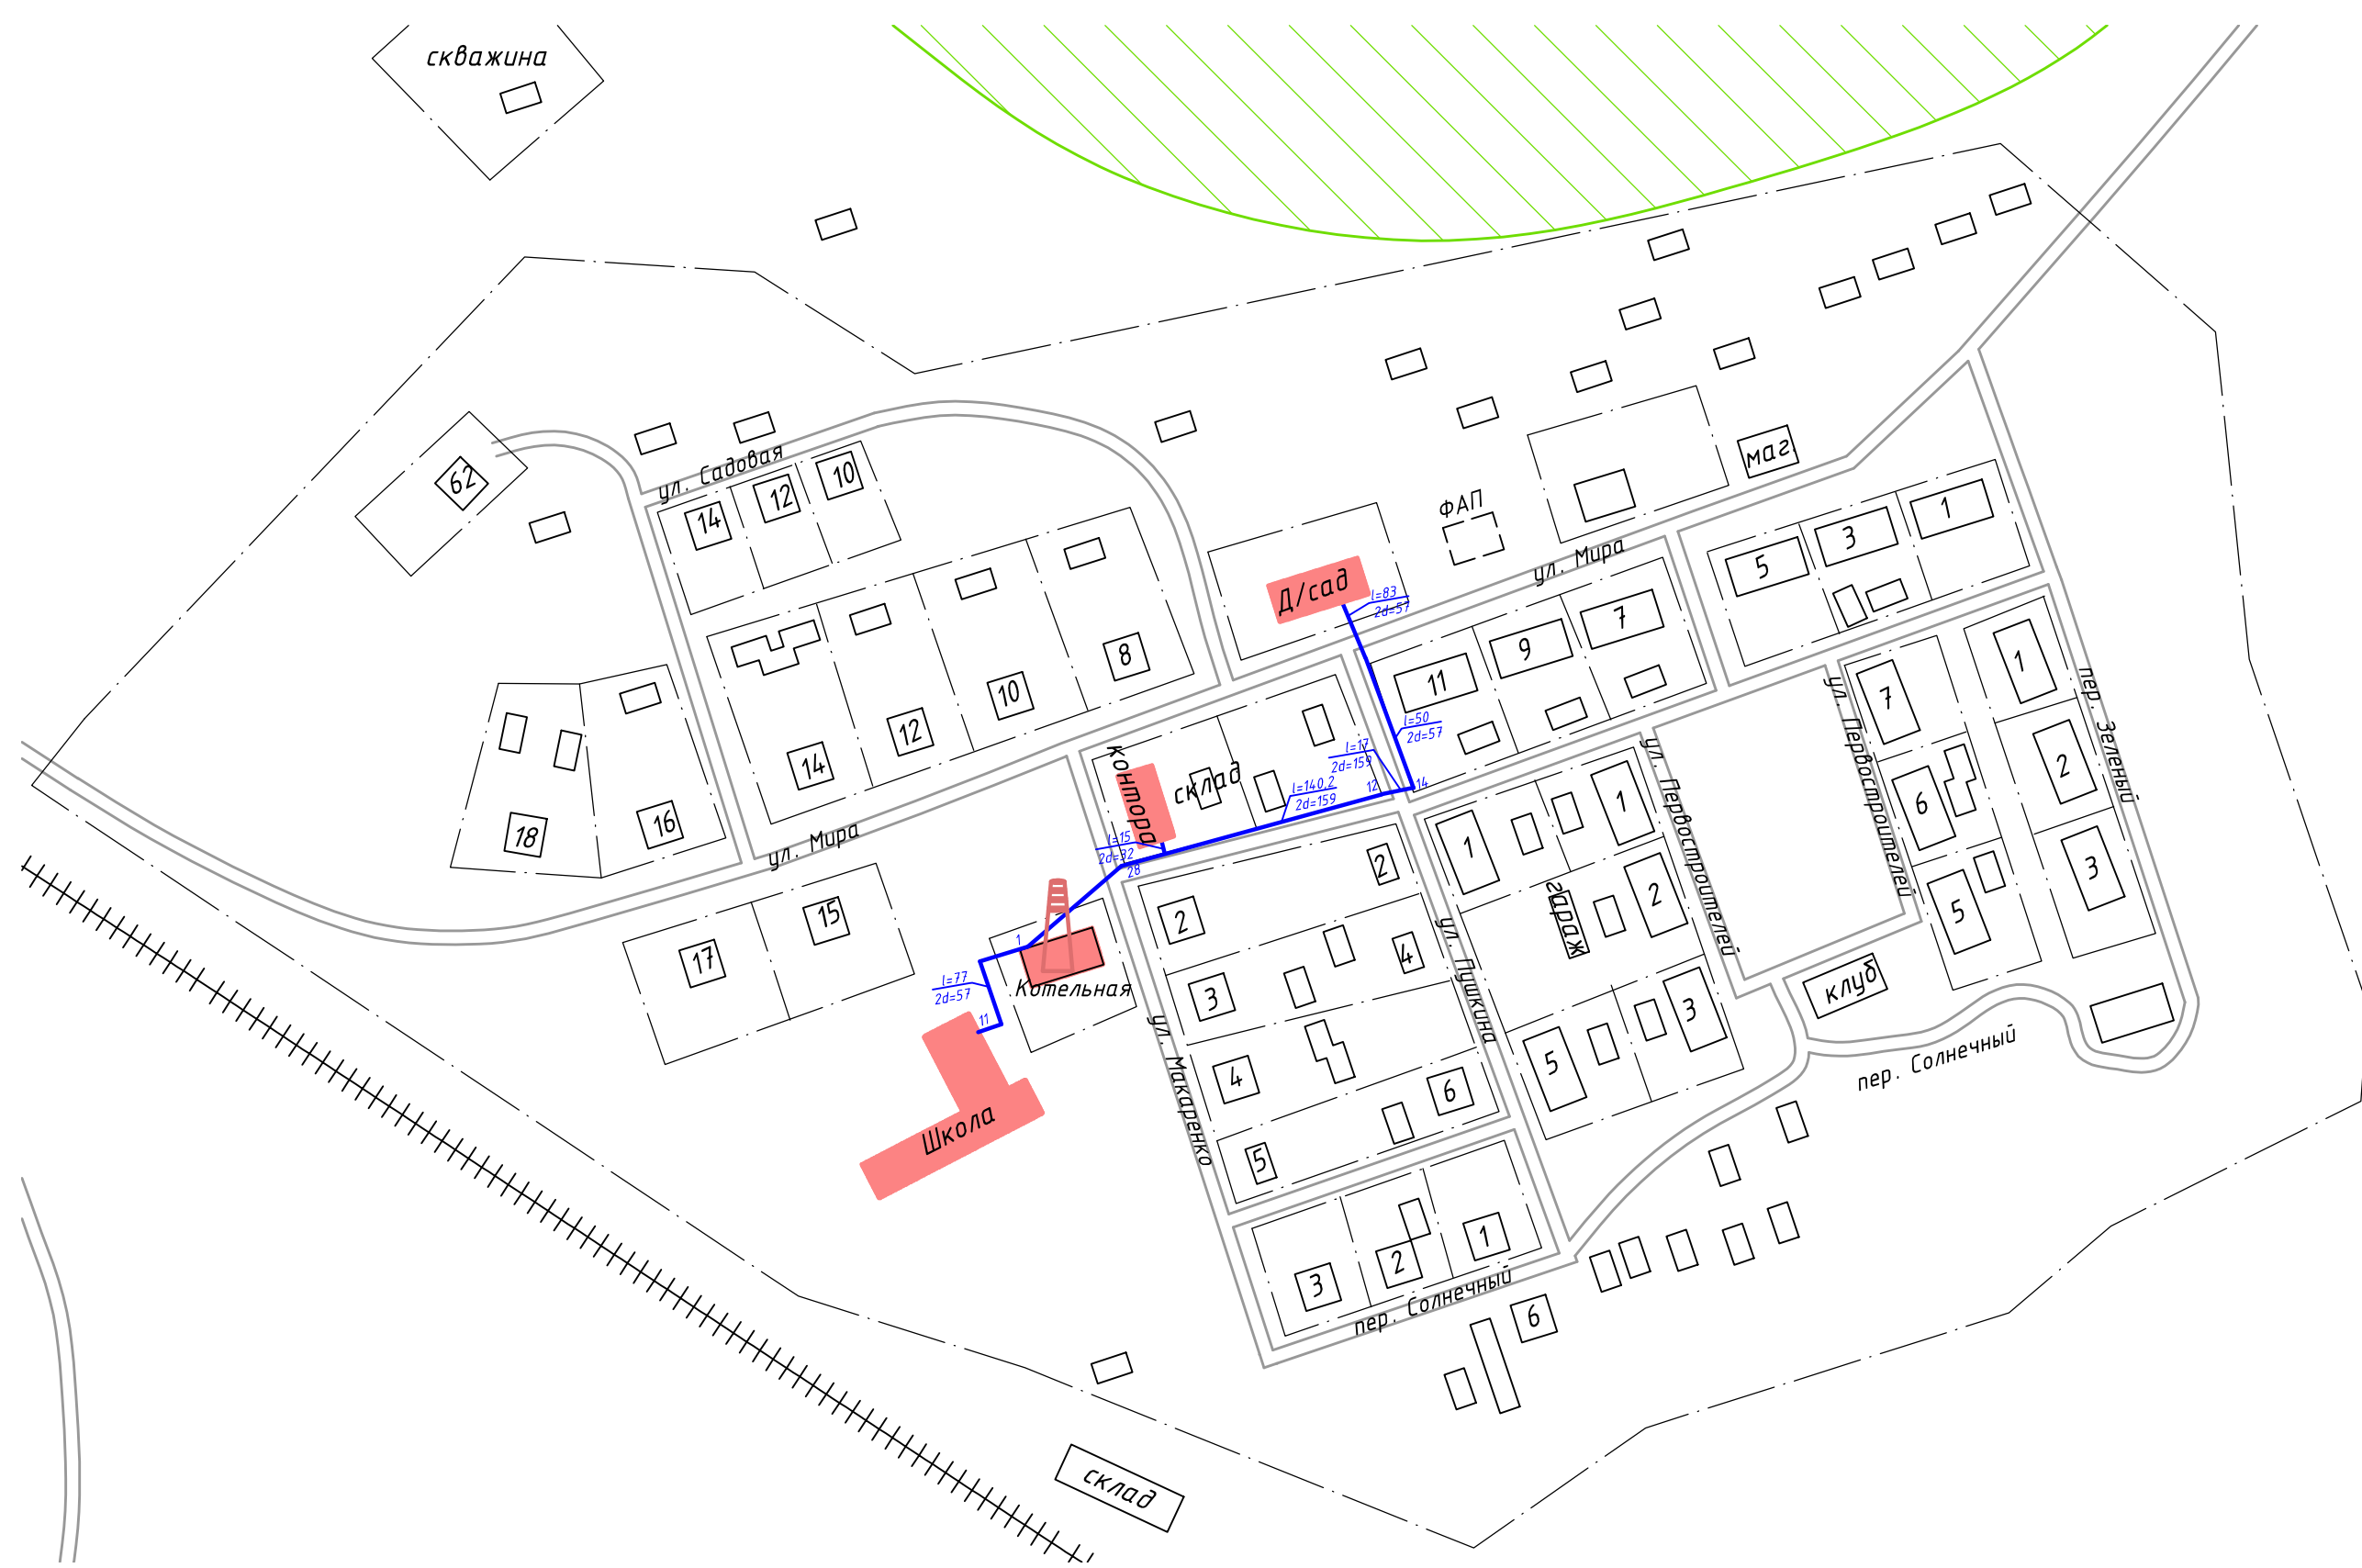 скважина
62
ул. Садовая
14
12
10
ФАП
маг.
ул. Мира
5
3
1
Д/сад
l=83
2d=57
8
10
12
14
11
9
7
18
16
ул. Мира
Контора
склад
l=50
2d=57
l=17
2d=159
12
14
l=140,2
2d=159
l=15
2d=32
28
ул. Первостроителей
ул. Первостроителей
пер. Зеленый
7
6
5
1
2
3
17
15
1
l=77
2d=57
11
Котельная
Школа
ул. Макаренко
2
3
4
5
2
4
6
ул. Пушкина
1
1
2
гараж
5
3
клуб
пер. Солнечный
3
2
1
пер. Солнечный
6
склад